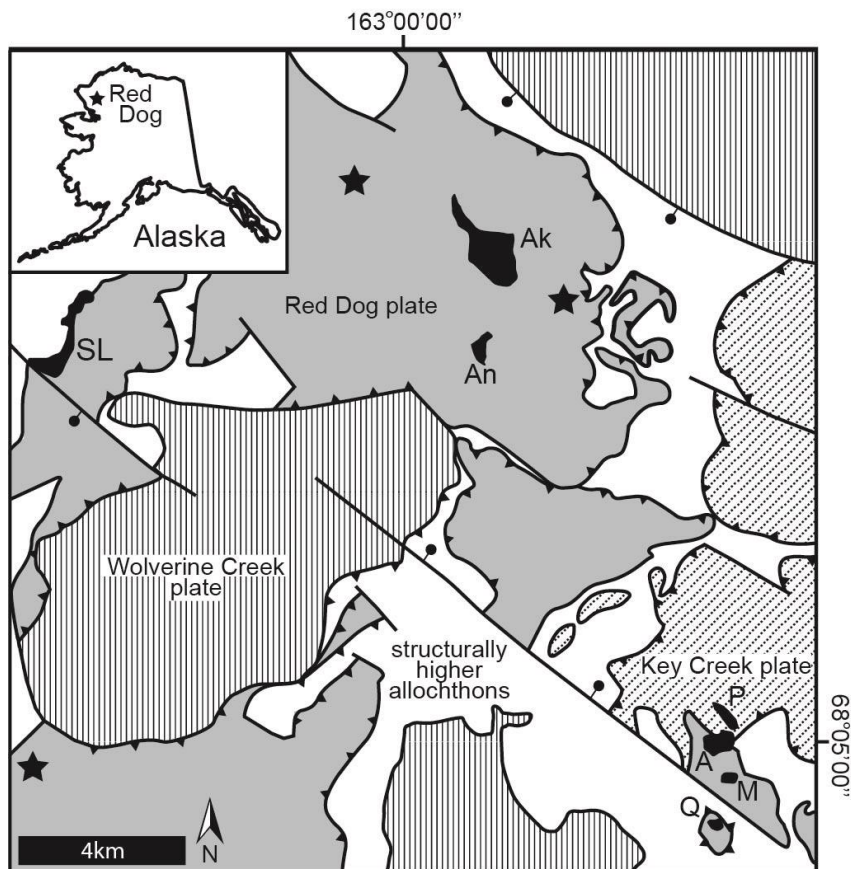 163°00'00"
Red
Dog
Alaska
Ak
Red Dog plate
SL
An
Wolverine Creek
plate
structurally
higher
allochthons
Key Creek plate
P
68°05'00"
A
M
Q
4km
N